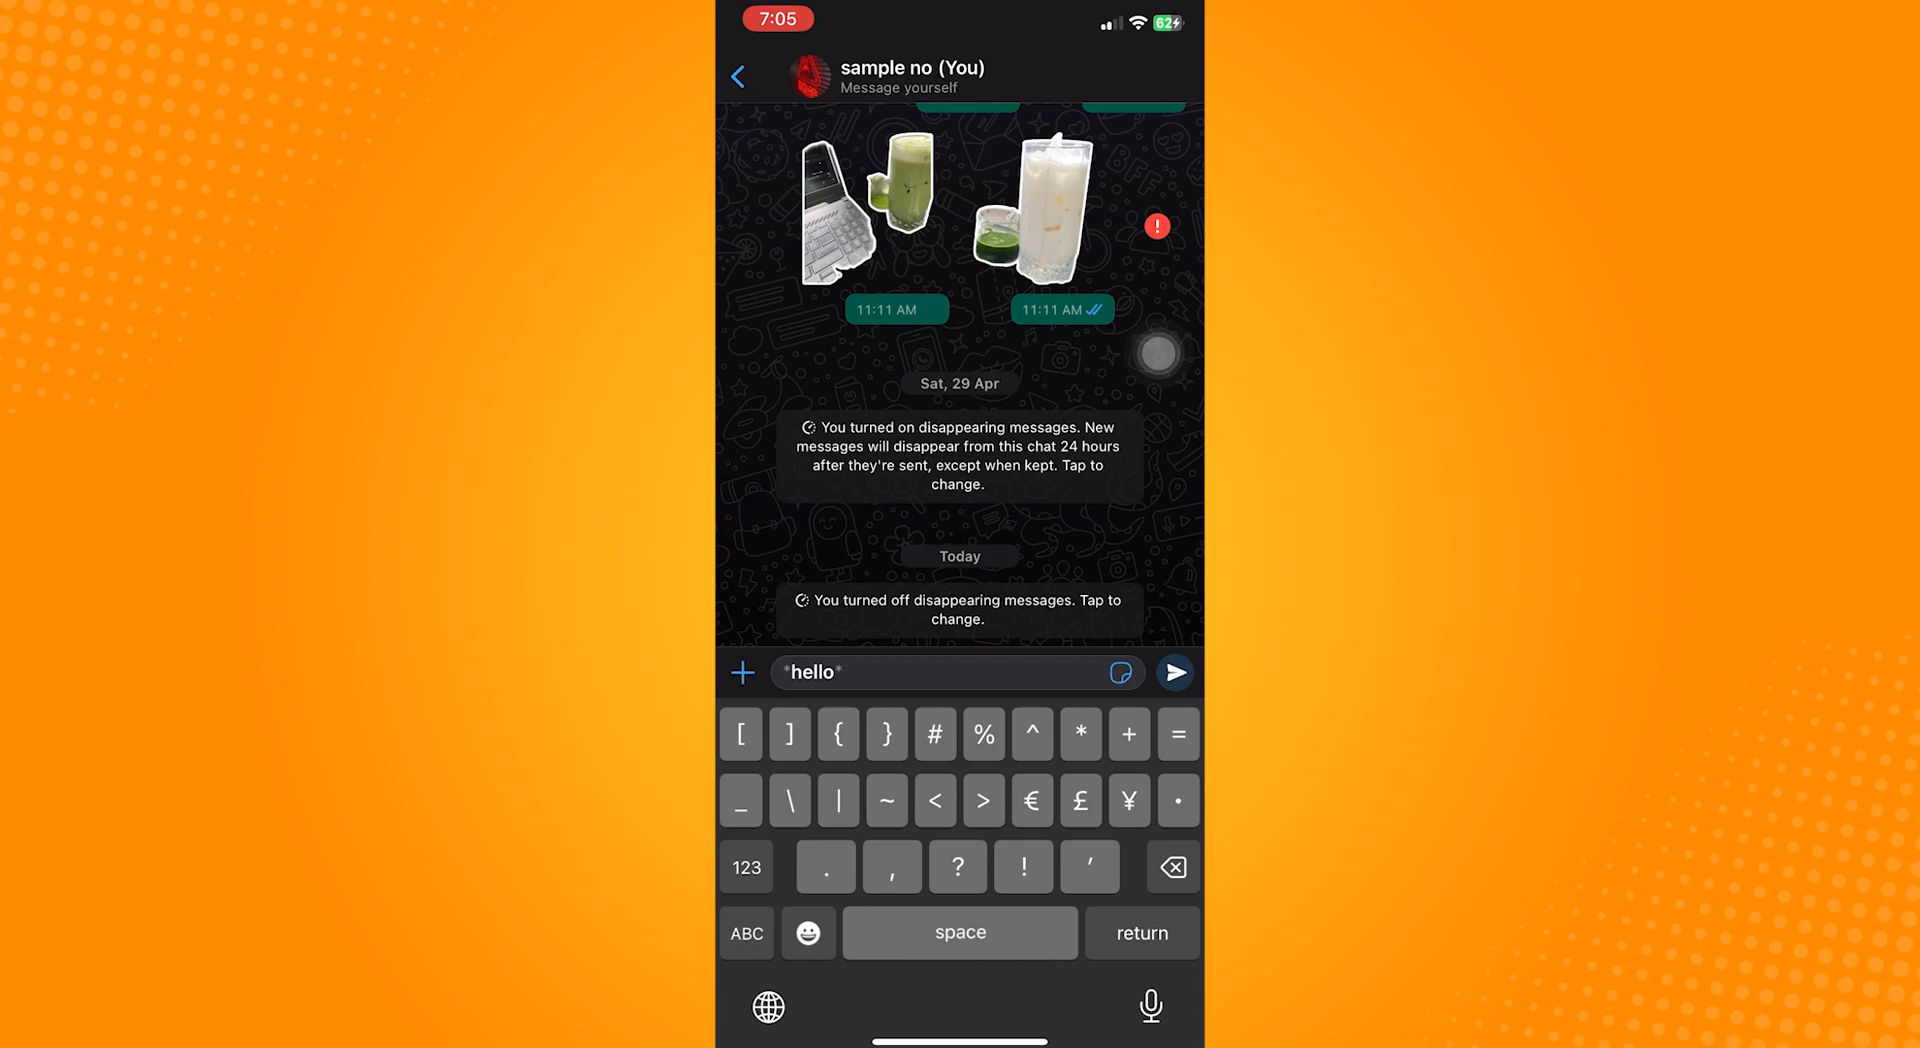 7:05
62
sample no (You)
Message yourself
!
11:11 AM
11:11 AM
Sat, 29 Apr
You turned on disappearing messages. New
messages will disappear from this chat 24 hours
after they're sent, except when kept. Tap to
change.
Today
You turned off disappearing messages. Tap to
change.
*hello*
[ ] { } # % ^ * + =
_ \ | ~ < > € £ ¥ •
123 . , ? ! ’
ABC space return